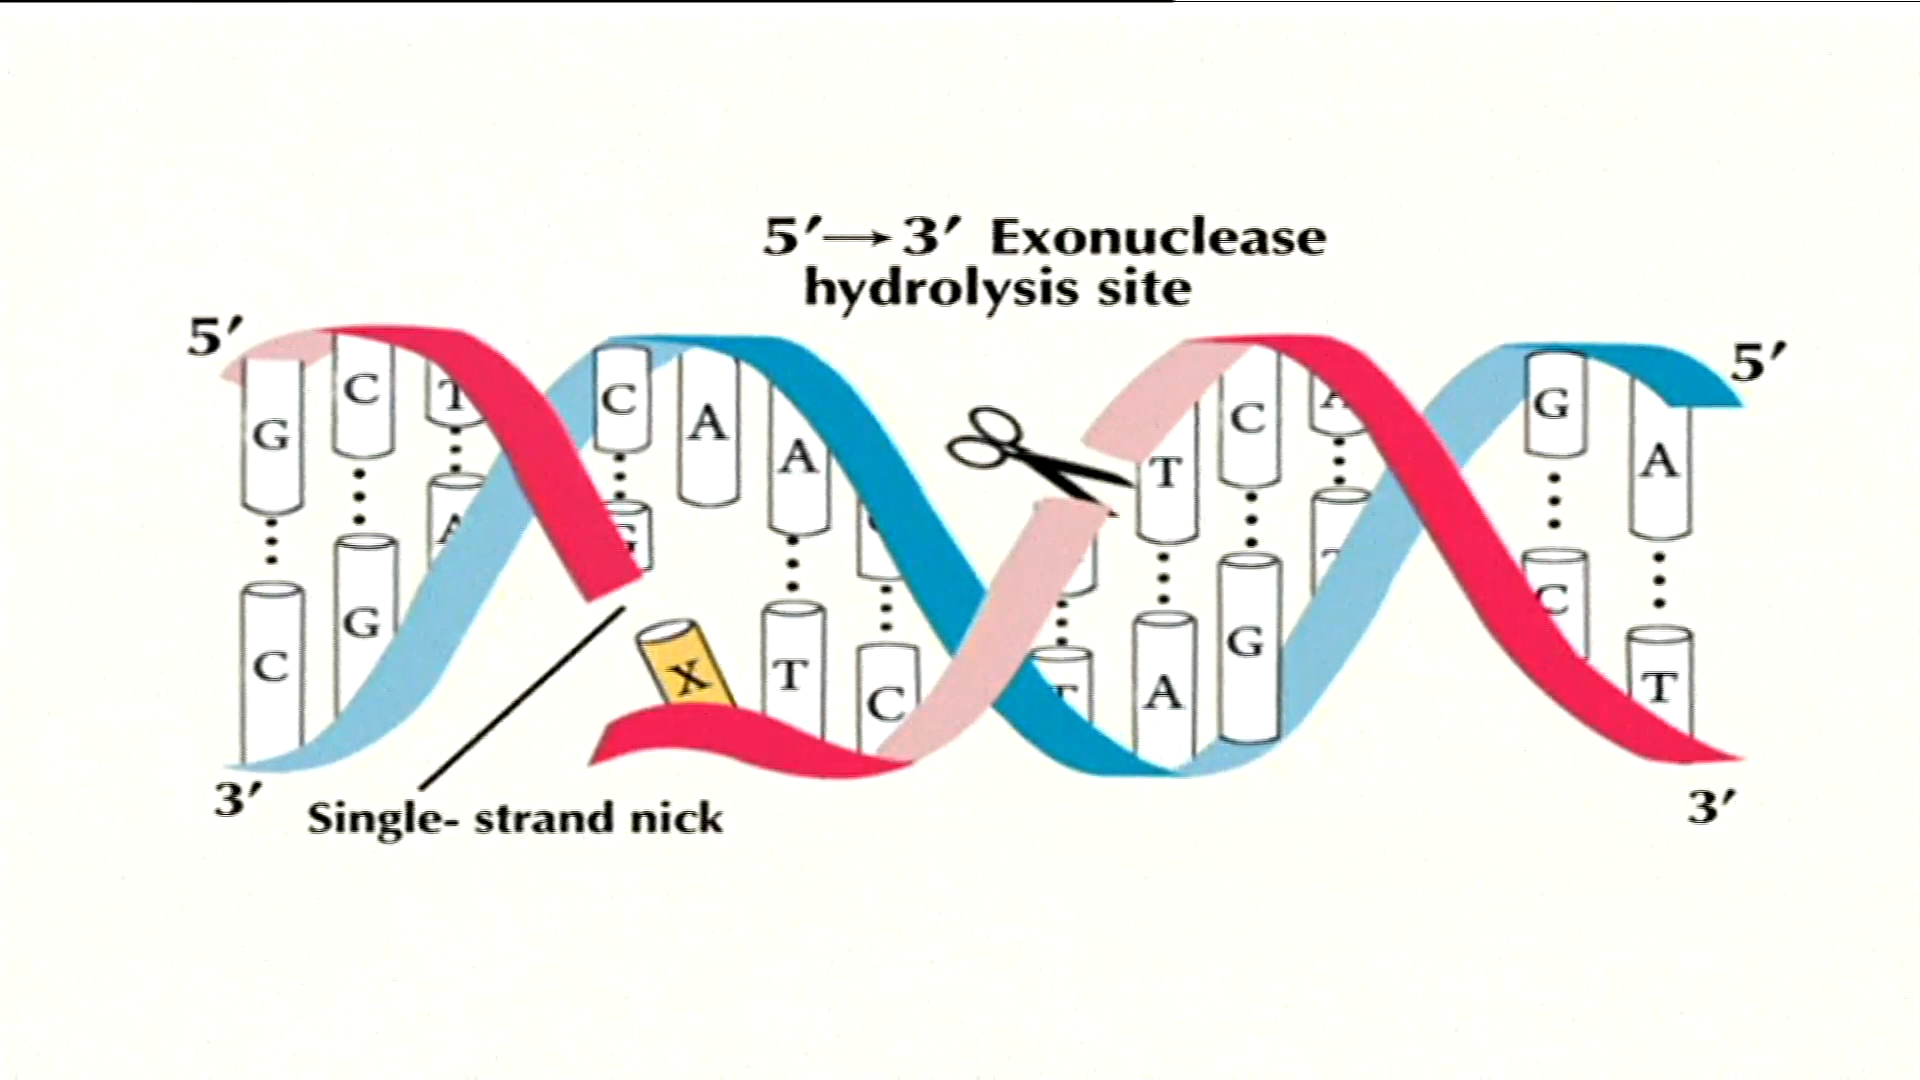 5′→3′ Exonuclease
hydrolysis site
5′
5′
C
T
C
A
A
G
T
C
A
G
A
A
G
G
C
G
X
T
C
T
A
G
T
C
T
3′
Single- strand nick
3′